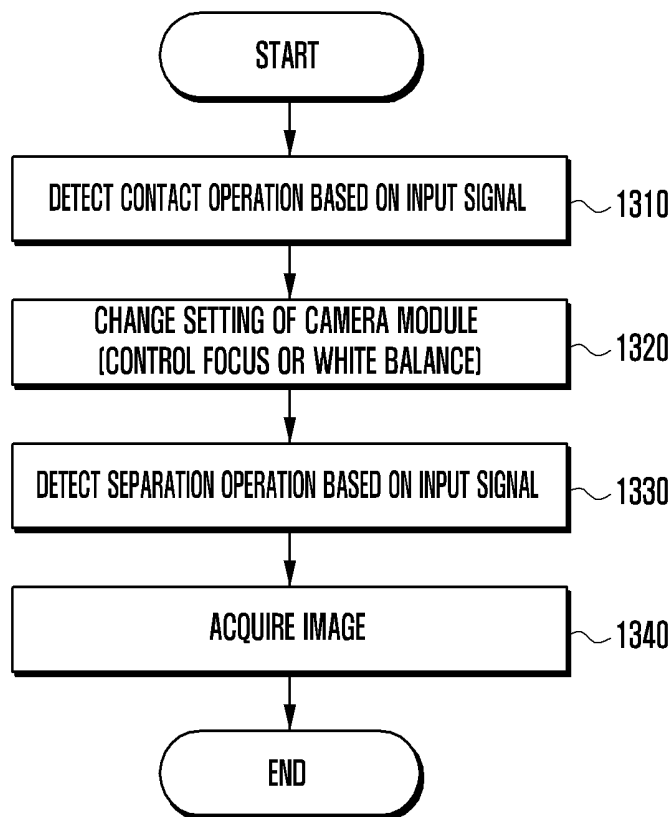 START
DETECT CONTACT OPERATION BASED ON INPUT SIGNAL
1310
CHANGE SETTING OF CAMERA MODULE
(CONTROL FOCUS OR WHITE BALANCE)
1320
DETECT SEPARATION OPERATION BASED ON INPUT SIGNAL
1330
ACQUIRE IMAGE
1340
END